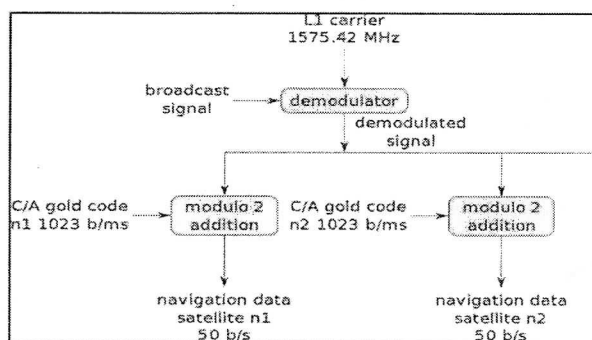 L1 carrier
1575.42 MHz
broadcast
signal
demodulator
demodulated
signal
C/A gold code
n1 1023 b/ms
modulo 2
addition
C/A gold code
n2 1023 b/ms
modulo 2
addition
navigation data
satellite n1
50 b/s
navigation data
satellite n2
50 b/s